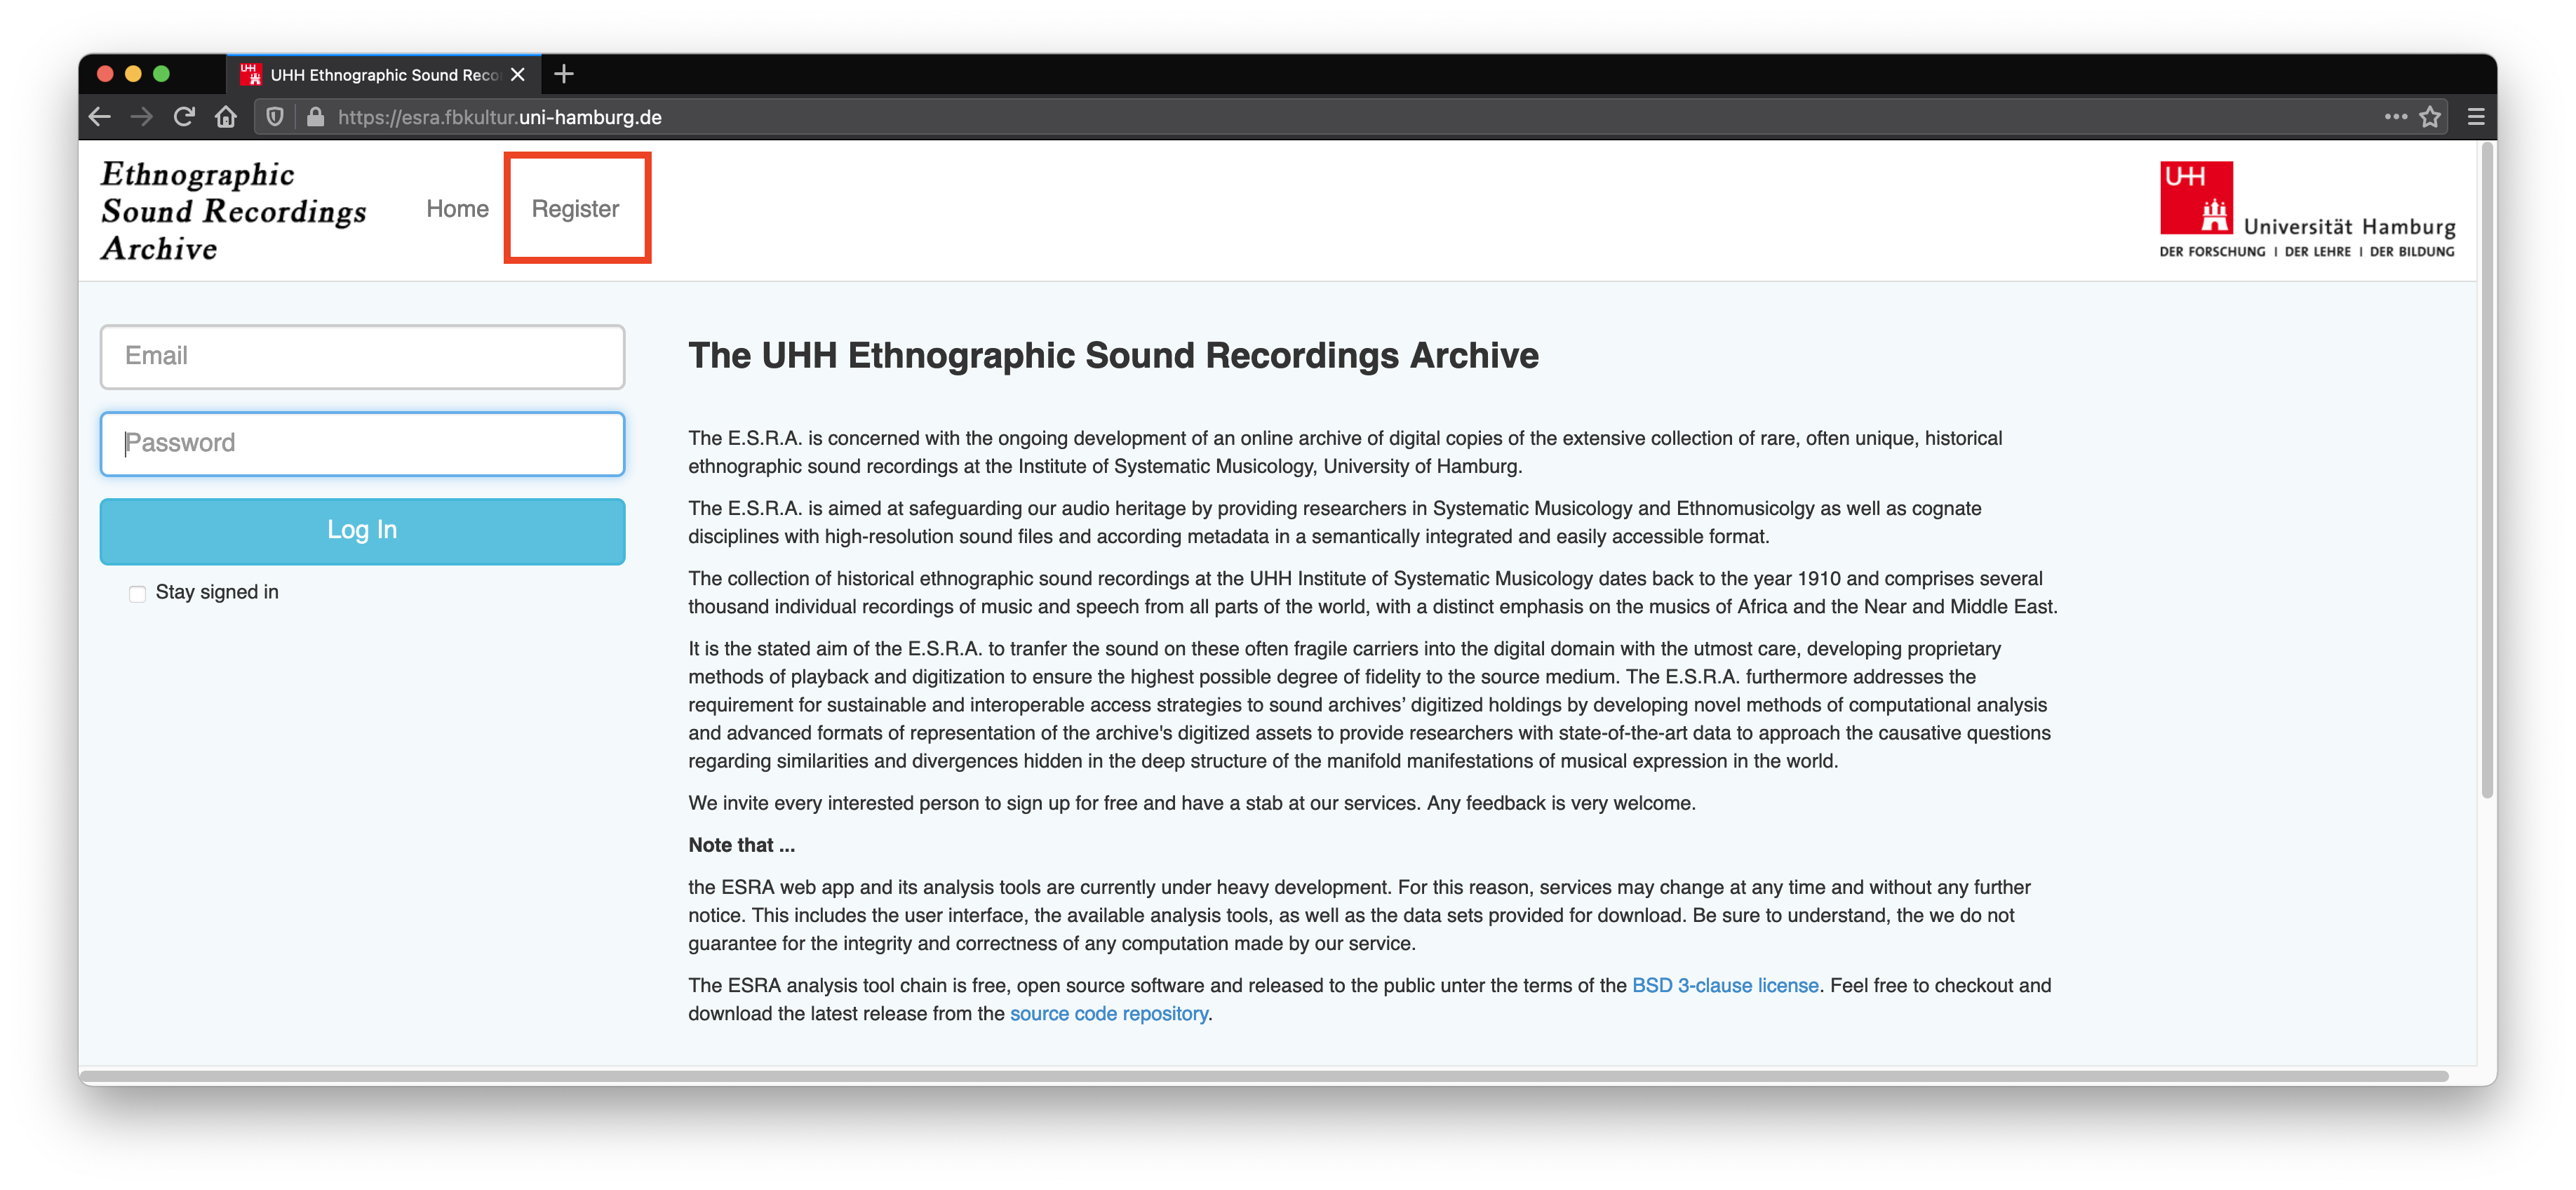 UHH Ethnographic Sound Reco
https://esra.fbkultur.uni-hamburg.de
Ethnographic
Sound Recordings
Archive
Home
Register
UHH
Universität Hamburg
DER FORSCHUNG | DER LEHRE | DER BILDUNG
Email
Password
Log In
Stay signed in
The UHH Ethnographic Sound Recordings Archive
The E.S.R.A. is concerned with the ongoing development of an online archive of digital copies of the extensive collection of rare, often unique, historical
ethnographic sound recordings at the Institute of Systematic Musicology, University of Hamburg.
The E.S.R.A. is aimed at safeguarding our audio heritage by providing researchers in Systematic Musicology and Ethnomusicolgy as well as cognate
disciplines with high-resolution sound files and according metadata in a semantically integrated and easily accessible format.
The collection of historical ethnographic sound recordings at the UHH Institute of Systematic Musicology dates back to the year 1910 and comprises several
thousand individual recordings of music and speech from all parts of the world, with a distinct emphasis on the musics of Africa and the Near and Middle East.
It is the stated aim of the E.S.R.A. to tranfer the sound on these often fragile carriers into the digital domain with the utmost care, developing proprietary
methods of playback and digitization to ensure the highest possible degree of fidelity to the source medium. The E.S.R.A. furthermore addresses the
requirement for sustainable and interoperable access strategies to sound archives’ digitized holdings by developing novel methods of computational analysis
and advanced formats of representation of the archive's digitized assets to provide researchers with state-of-the-art data to approach the causative questions
regarding similarities and divergences hidden in the deep structure of the manifold manifestations of musical expression in the world.
We invite every interested person to sign up for free and have a stab at our services. Any feedback is very welcome.
Note that ...
the ESRA web app and its analysis tools are currently under heavy development. For this reason, services may change at any time and without any further
notice. This includes the user interface, the available analysis tools, as well as the data sets provided for download. Be sure to understand, the we do not
guarantee for the integrity and correctness of any computation made by our service.
The ESRA analysis tool chain is free, open source software and released to the public unter the terms of the BSD 3-clause license. Feel free to checkout and
download the latest release from the source code repository.